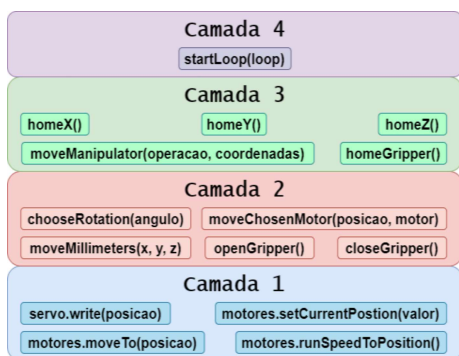 Camada 4
startLoop(loop)
Camada 3
homeX() homeY() homeZ()
moveManipulator(operacao, coordenadas) homeGripper()
Camada 2
chooseRotation(angulo) moveChosenMotor(posicao, motor)
moveMillimeters(x, y, z) openGripper() closeGripper()
Camada 1
servo.write(posicao) motores.setCurrentPostion(valor)
motores.moveTo(posicao) motores.runSpeedToPosition()